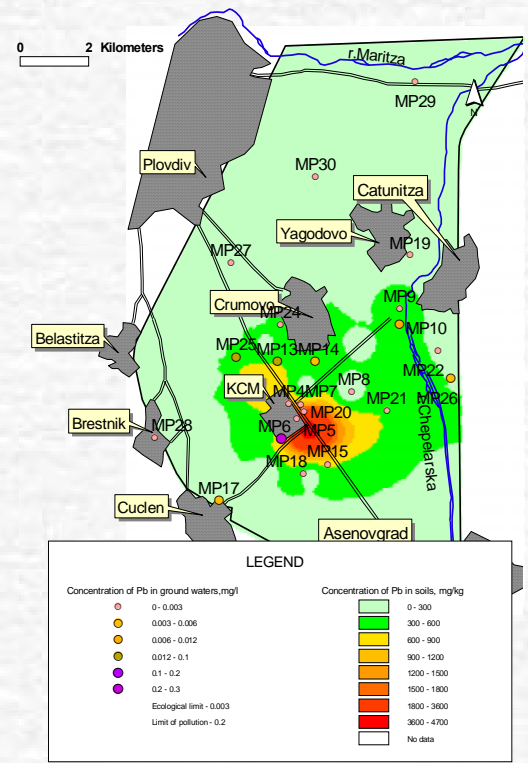 0 2 Kilometers
r.Maritza
MP29
N
Plovdiv
MP30
Catunitza
Yagodovo
MP19
MP27
Crumovo
MP24
MP9
MP10
Belastitza
MP25
MP13
MP14
MP22
KCM
MP4
MP7
MP8
MP26
MP20
MP21
Brestnik
MP28
MP6
MP5
Chepelarska
MP18
MP15
MP17
Cuclen
Asenovgrad
LEGEND
Concentration of Pb in ground waters,mg/l
0 - 0.003
0.003 - 0.006
0.006 - 0.012
0.012 - 0.1
0.1 - 0.2
0.2 - 0.3
Ecological limit - 0.003
Limit of pollution - 0.2
Concentration of Pb in soils, mg/kg
0 - 300
300 - 600
600 - 900
900 - 1200
1200 - 1500
1500 - 1800
1800 - 3600
3600 - 4700
No data